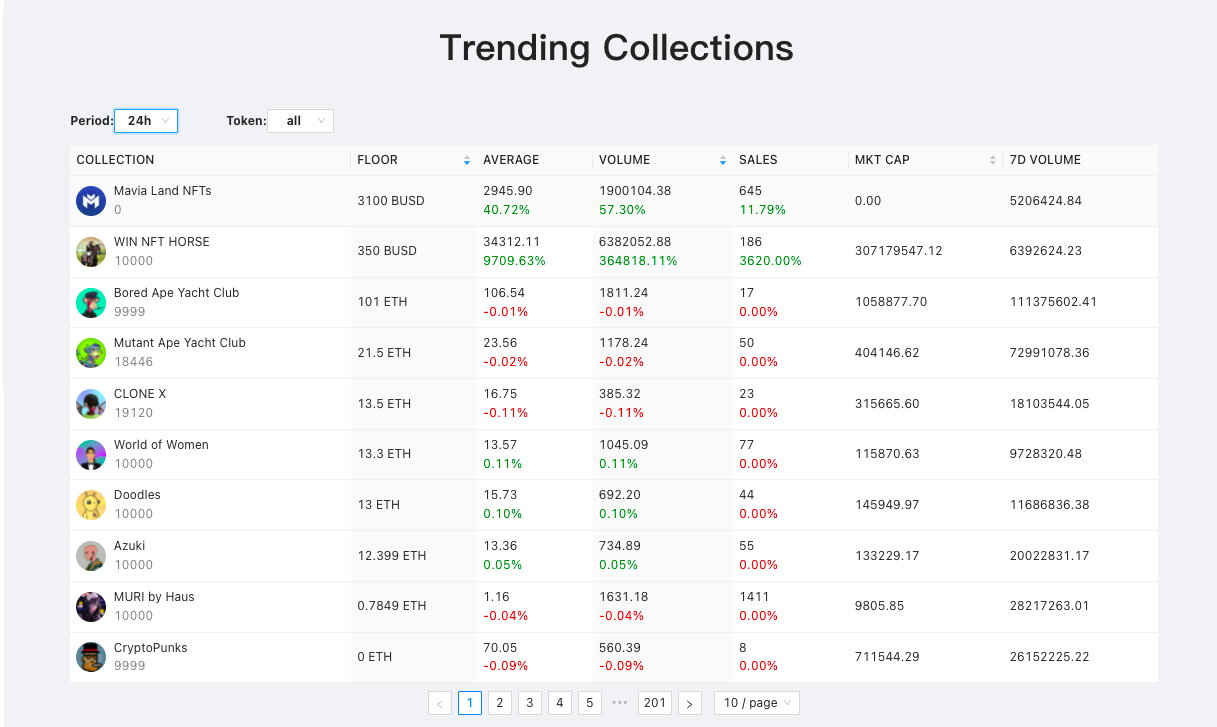 Trending Collections
Period: 24h Token: all
COLLECTION FLOOR AVERAGE VOLUME SALES MKT CAP 7D VOLUME
Mavia Land NFTs 2945.90 1900104.38 645
0 3100 BUSD 40.72% 57.30% 11.79% 0.00 5206424.84
WIN NFT HORSE 34312.11 6382052.88 186
10000 350 BUSD 9709.63% 364818.11% 3620.00% 307179547.12 6392624.23
Bored Ape Yacht Club 106.54 1811.24 17
9999 101 ETH -0.01% -0.01% 0.00% 1058877.70 111375602.41
Mutant Ape Yacht Club 23.56 1178.24 50
18446 21.5 ETH -0.02% -0.02% 0.00% 404146.62 72991078.36
CLONE X 16.75 385.32 23
19120 13.5 ETH -0.11% -0.11% 0.00% 315665.60 18103544.05
World of Women 13.57 1045.09 77
10000 13.3 ETH 0.11% 0.11% 0.00% 115870.63 9728320.48
Doodles 15.73 692.20 44
10000 13 ETH 0.10% 0.10% 0.00% 145949.97 11686836.38
Azuki 13.36 734.89 55
10000 12.399 ETH 0.05% 0.05% 0.00% 133229.17 20022831.17
MURI by Haus 1.16 1631.18 1411
10000 0.7849 ETH -0.04% -0.04% 0.00% 9805.85 28217263.01
CryptoPunks 70.05 560.39 8
9999 0 ETH -0.09% -0.09% 0.00% 711544.29 26152225.22
< 1 2 3 4 5 ••• 201 > 10 / page